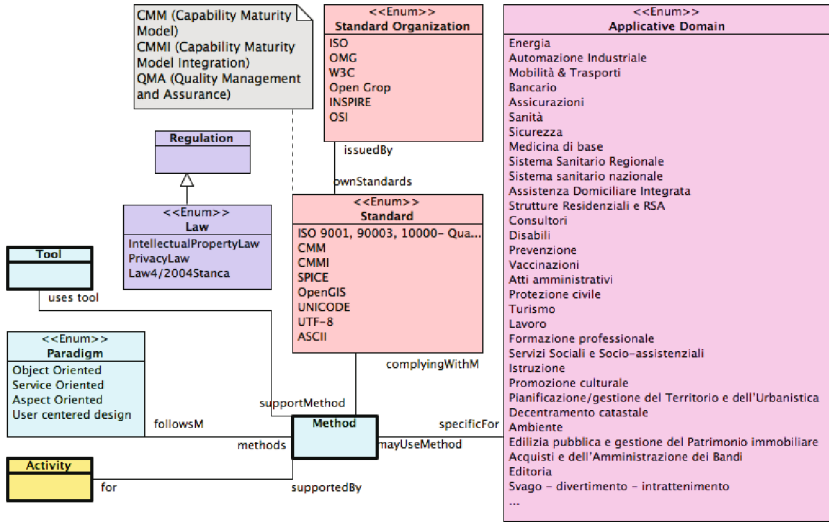 CMM (Capability Maturity
Model)
CMMI (Capability Maturity
Model Integration)
QMA (Quality Management
and Assurance)
<<Enum>>
Standard Organization
ISO
OMG
W3C
Open Grop
INSPIRE
OSI
issuedBy
ownStandards
Regulation
<<Enum>>
Law
IntellectualPropertyLaw
PrivacyLaw
Law4/2004Stanca
<<Enum>>
Standard
ISO 9001, 90003, 10000- Qua...
CMM
CMMI
SPICE
OpenGIS
UNICODE
UTF-8
ASCII
complyingWithM
Tool
uses tool
supportMethod
<<Enum>>
Paradigm
Object Oriented
Service Oriented
Aspect Oriented
User centered design
followsM
methods
Method
specificFor
mayUseMethod
Activity
for
supportedBy
<<Enum>>
Applicative Domain
Energia
Automazione Industriale
Mobilità & Trasporti
Bancario
Assicurazioni
Sanità
Sicurezza
Medicina di base
Sistema Sanitario Regionale
Sistema sanitario nazionale
Assistenza Domiciliare Integrata
Strutture Residenziali e RSA
Consultori
Disabili
Prevenzione
Vaccinazioni
Atti amministrativi
Protezione civile
Turismo
Lavoro
Formazione professionale
Servizi Sociali e Socio-assistenziali
Istruzione
Promozione culturale
Pianificazione/gestione del Territorio e dell'Urbanistica
Decentramento catastale
Ambiente
Edilizia pubblica e gestione del Patrimonio immobiliare
Acquisti e dell'Amministrazione dei Bandi
Editoria
Svago - divertimento - intrattenimento
...